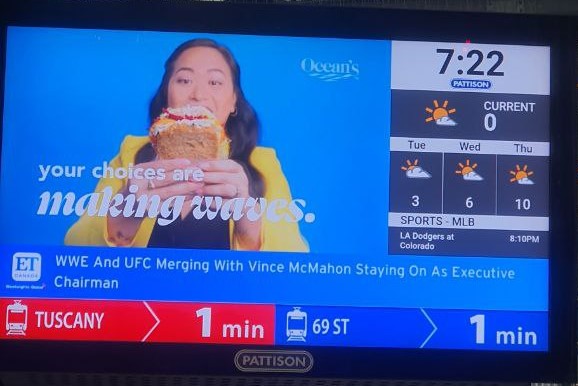 Ocean's
your choices are
making waves.
7:22
PATTISON
CURRENT
0
Tue Wed Thu
3 6 10
SPORTS - MLB
LA Dodgers at 8:10PM
Colorado
ET
CANADA
WWE And UFC Merging With Vince McMahon Staying On As Executive
Chairman
TUSCANY 1 min
69 ST 1 min
PATTISON